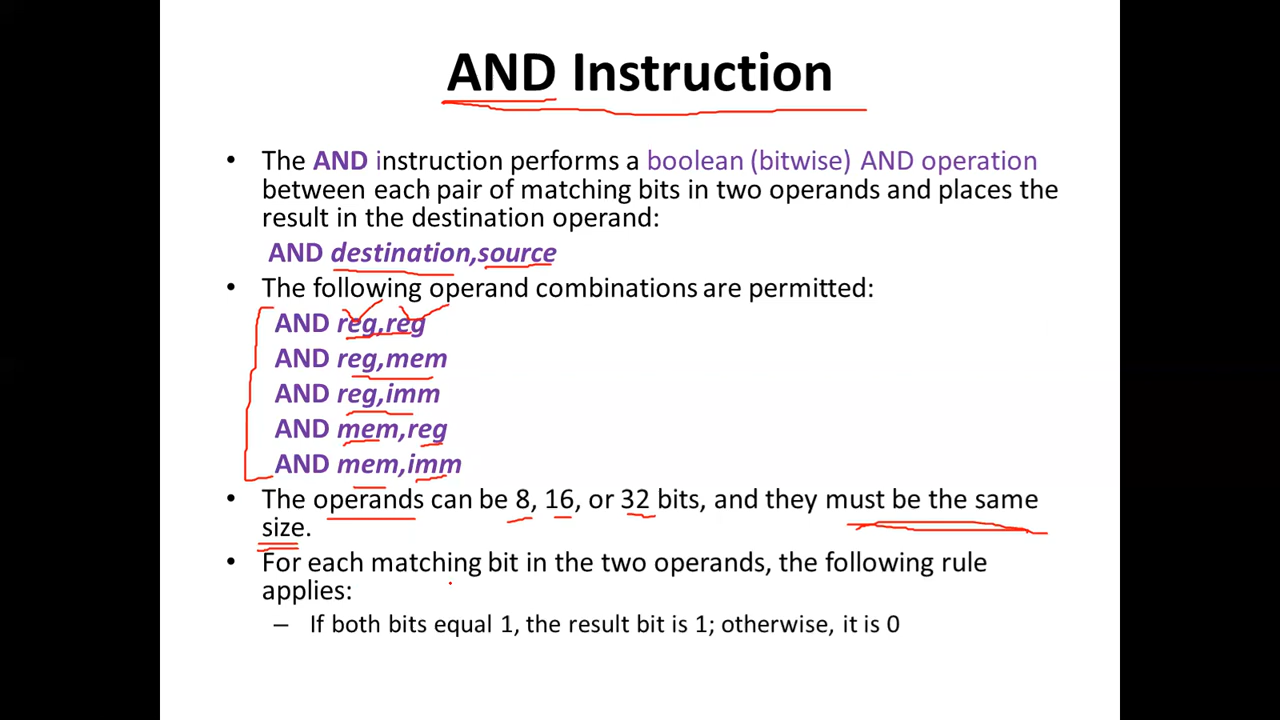 AND Instruction
• The AND instruction performs a boolean (bitwise) AND operation
between each pair of matching bits in two operands and places the
result in the destination operand:
AND destination,source
• The following operand combinations are permitted:
AND reg,reg
AND reg,mem
AND reg,imm
AND mem,reg
AND mem,imm
• The operands can be 8, 16, or 32 bits, and they must be the same
size.
• For each matching bit in the two operands, the following rule
applies:
– If both bits equal 1, the result bit is 1; otherwise, it is 0